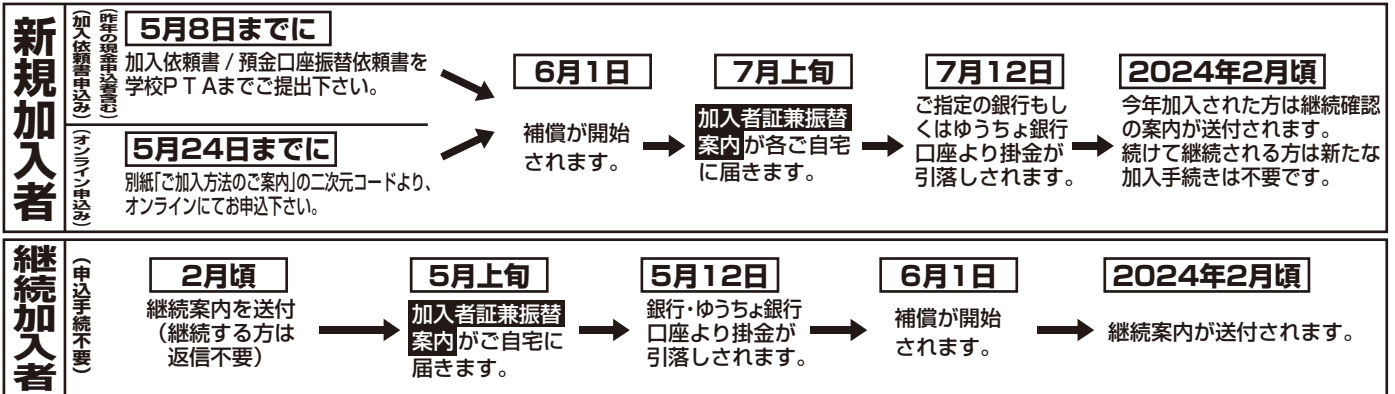 新規加入者
(加入依頼書申込み)
(昨年の現金申込者含む)
5月8日までに
加入依頼書 / 預金口座振替依頼書を
学校PTAまでご提出下さい。
(オンライン申込み)
5月24日までに
別紙「ご加入方法のご案内」の二次元コードより、
オンラインにてお申込下さい。
6月1日
補償が開始
されます。
7月上旬
加入者証兼振替
案内が各ご自宅
に届きます。
7月12日
ご指定の銀行もし
くはゆうちょ銀行
口座より掛金が
引落しされます。
2024年2月頃
今年加入された方は継続確認
の案内が送付されます。
続けて継続される方は新たな
加入手続きは不要です。
継続加入者
(申込手続不要)
2月頃
継続案内を送付
(継続する方は
返信不要)
5月上旬
加入者証兼振替
案内がご自宅に
届きます。
5月12日
銀行・ゆうちょ銀行
口座より掛金が
引落しされます。
6月1日
補償が開始
されます。
2024年2月頃
継続案内が送付されます。